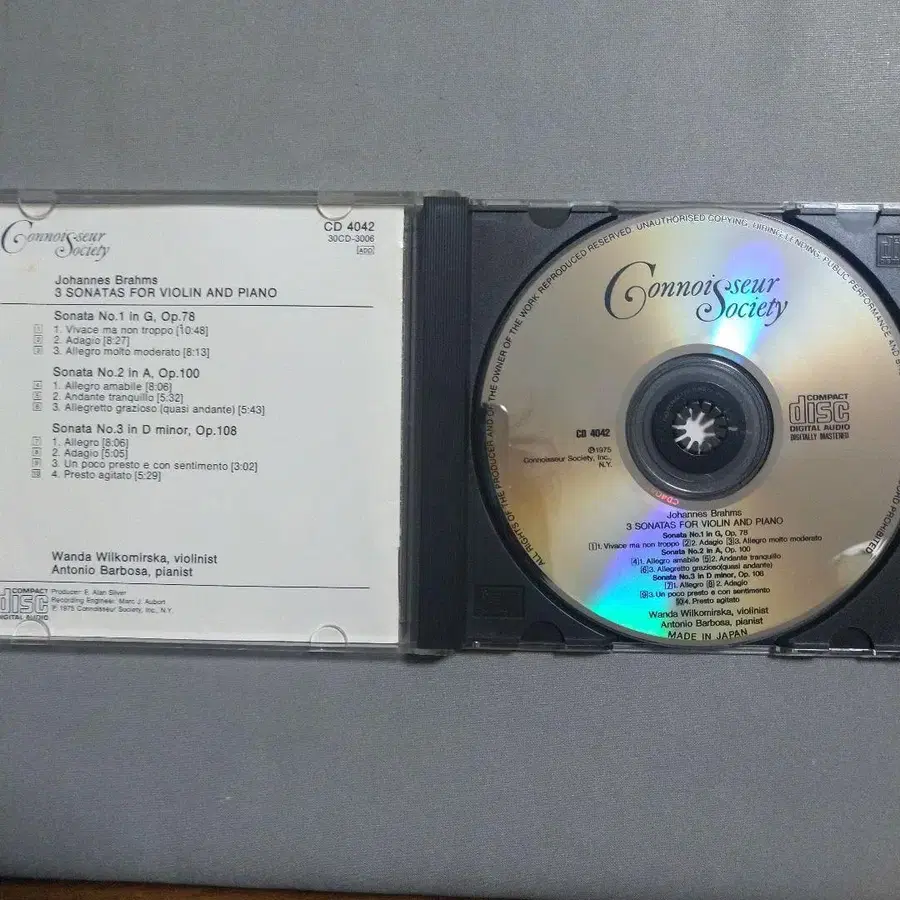 Connoisseur
Society
CD 4042
30CD-3006
ADD
Johannes Brahms
3 SONATAS FOR VIOLIN AND PIANO
Sonata No.1 in G, Op.78
1 1. Vivace ma non troppo [10:48]
2 2. Adagio [8:27]
3 3. Allegro molto moderato [8:13]
Sonata No.2 in A, Op.100
4 1. Allegro amabile [8:06]
5 2. Andante tranquillo [5:32]
6 3. Allegretto grazioso (quasi andante) [5:43]
Sonata No.3 in D minor, Op.108
7 1. Allegro [8:06]
8 2. Adagio [5:05]
9 3. Un poco presto e con sentimento [3:02]
10 4. Presto agitato [5:29]
Wanda Wilkomirska, violinist
Antonio Barbosa, pianist
COMPACT
disc
DIGITAL AUDIO
Producer: E. Alan Silver
Recording Engineer: Marc J. Aubort
℗ 1975 Connoisseur Society, Inc., N.Y.
ALL RIGHTS OF THE PRODUCER AND OF THE OWNER OF THE WORK REPRODUCED RESERVED. UNAUTHORISED COPYING, HIRING, LENDING, PUBLIC PERFORMANCE AND
PROHIBITED
Connoisseur
Society
COMPACT
disc
DIGITAL AUDIO
DIGITALLY MASTERED
CD 4042
℗1975
Connoisseur Society, Inc.,
N.Y.
Johannes Brahms
3 SONATAS FOR VIOLIN AND PIANO
Sonata No.1 in G, Op. 78
[1]1. Vivace ma non troppo [2]2. Adagio [3]3. Allegro molto moderato
Sonata No.2 in A, Op. 100
[4]1. Allegro amabile [5]2. Andante tranquillo
[6]3. Allegretto grazioso(quasi andante)
Sonata No.3 in D minor, Op. 108
[7]1. Allegro [8]2. Adagio
[9]3. Un poco presto e con sentimento
[10]4. Presto agitato
Wanda Wilkomirska, violinist
Antonio Barbosa, pianist
MADE IN JAPAN